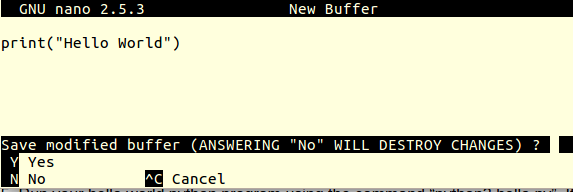 GNU nano 2.5.3 New Buffer
print("Hello World")
Save modified buffer (ANSWERING "No" WILL DESTROY CHANGES) ?
Y Yes
N No ^C Cancel